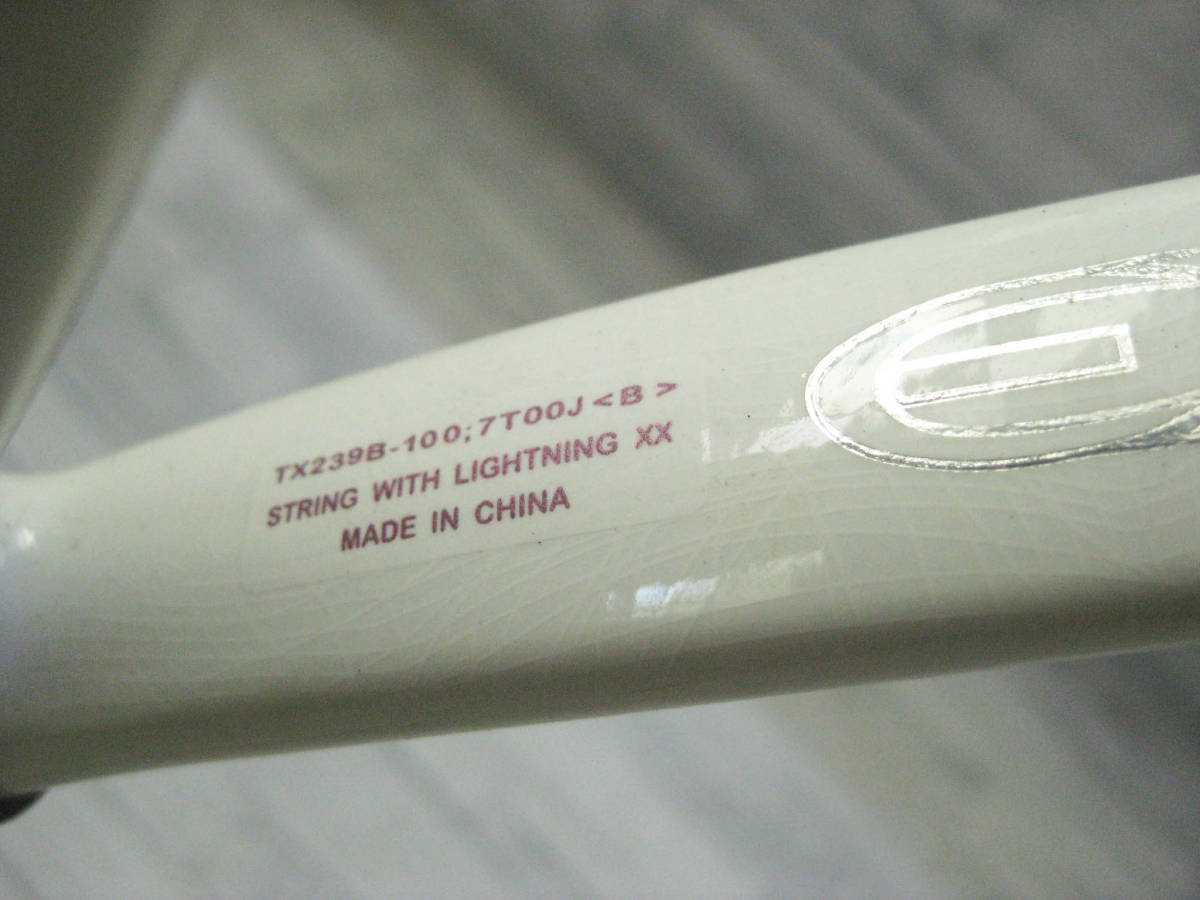 TX239B-100;7T00J<B>
STRING WITH LIGHTNING XX
MADE IN CHINA
e